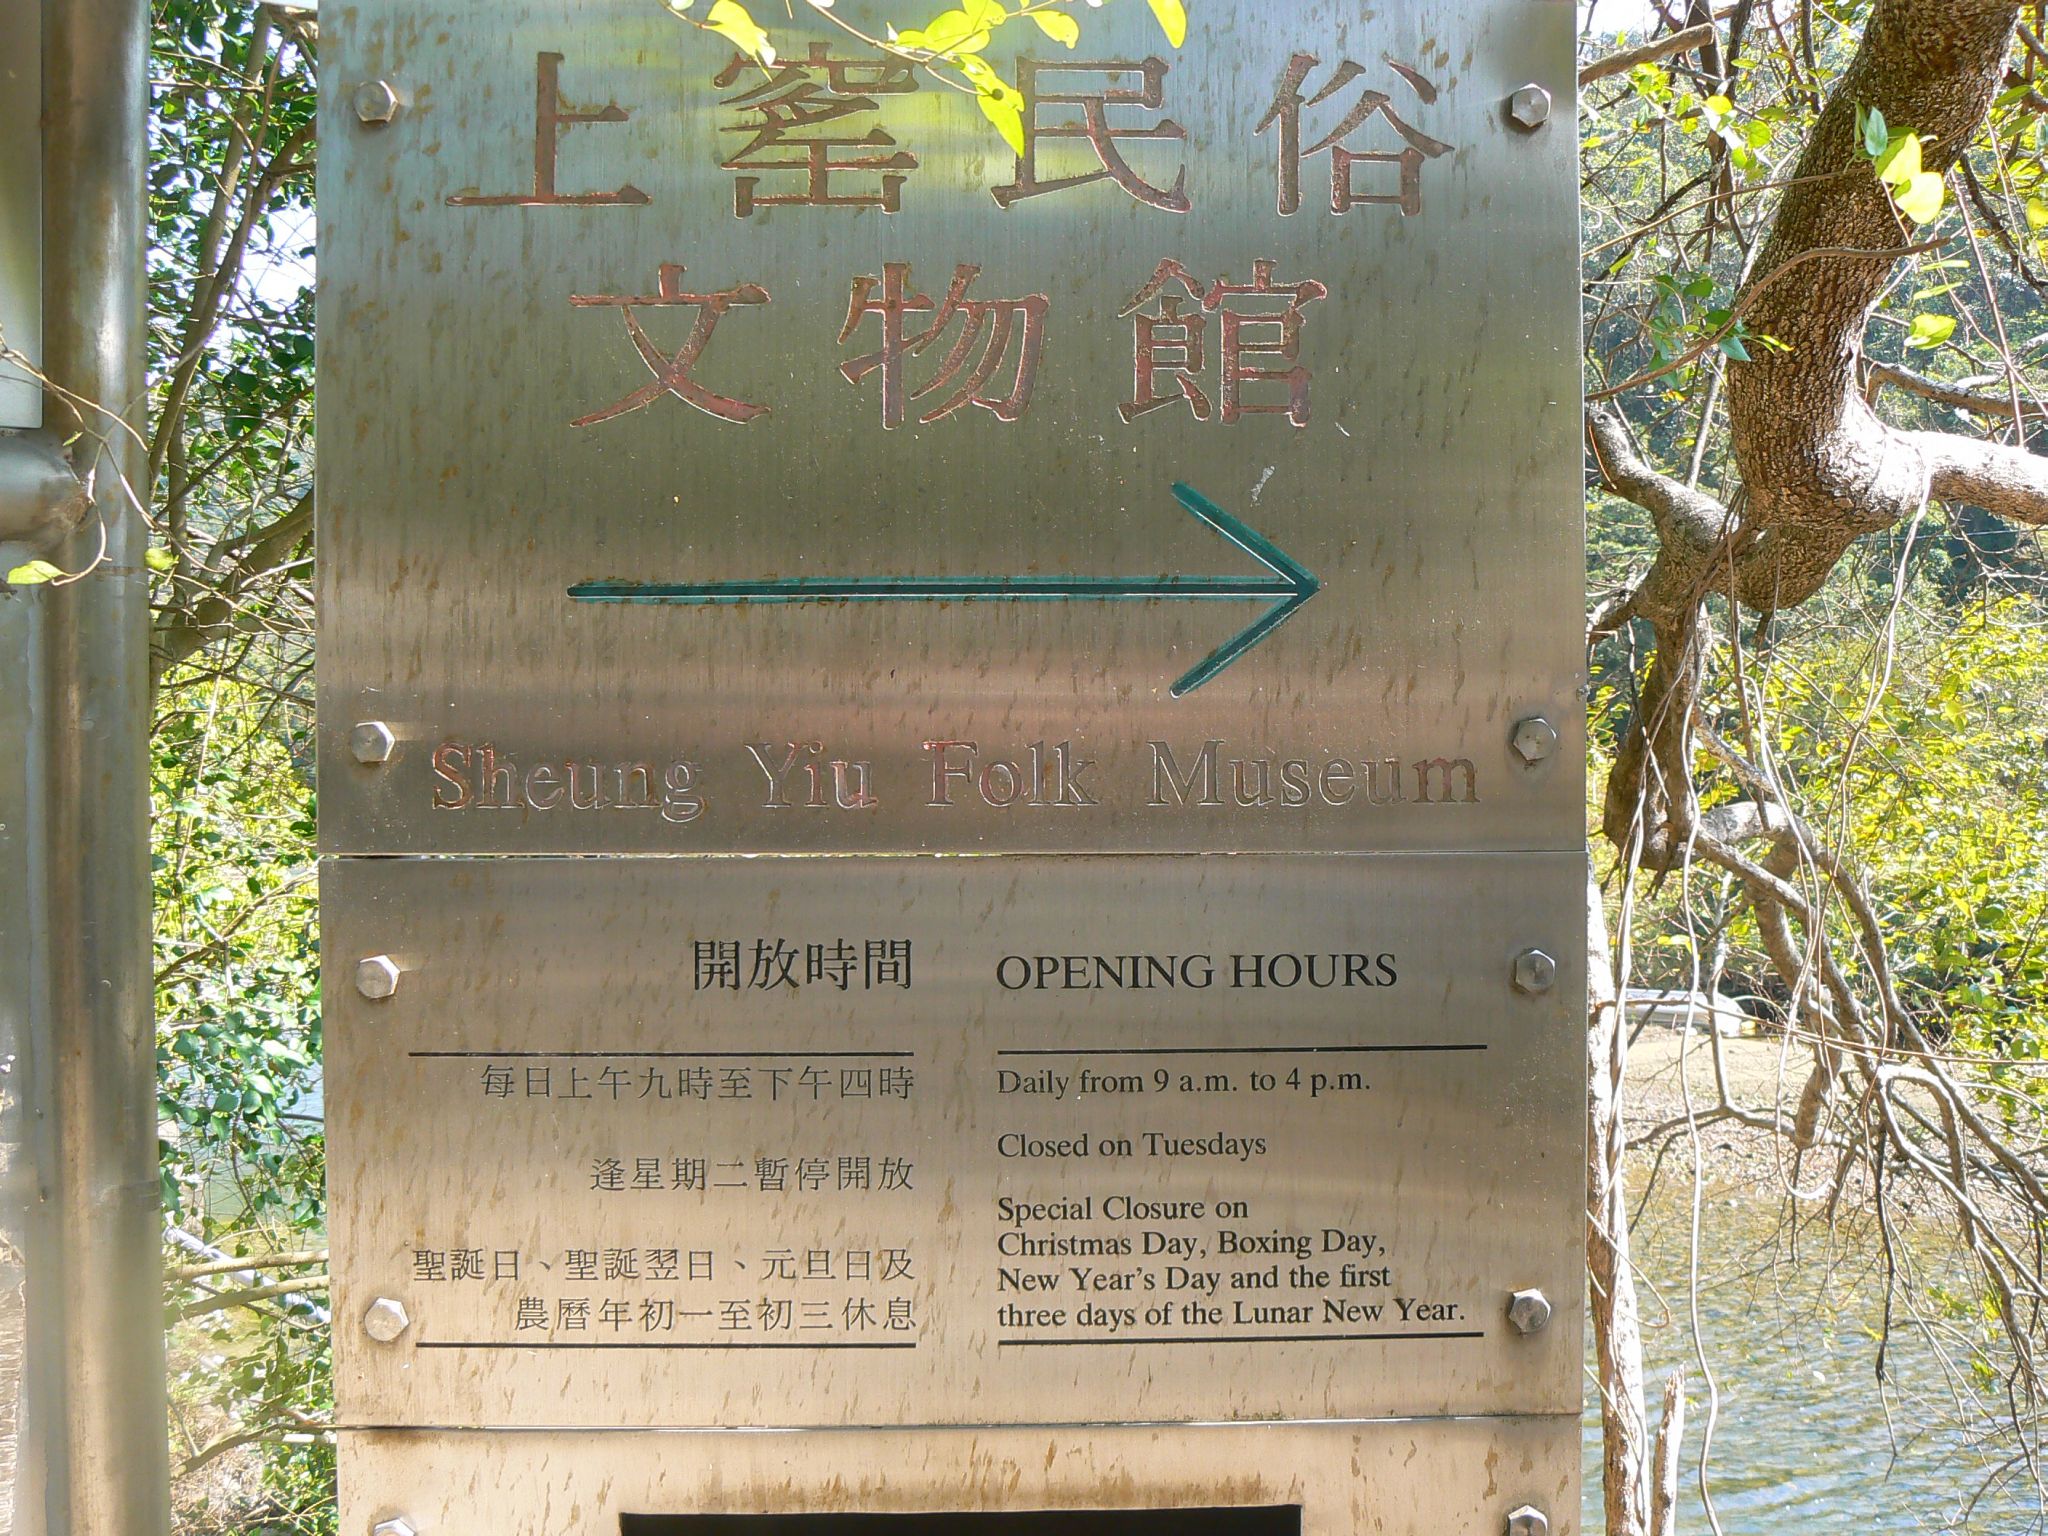 上窰民俗
文物館
Sheung Yiu Folk Museum
開放時間
每日上午九時至下午四時
逢星期二暫停開放
聖誕日、聖誕翌日、元旦日及
農曆年初一至初三休息
OPENING HOURS
Daily from 9 a.m. to 4 p.m.
Closed on Tuesdays
Special Closure on
Christmas Day, Boxing Day,
New Year's Day and the first
three days of the Lunar New Year.